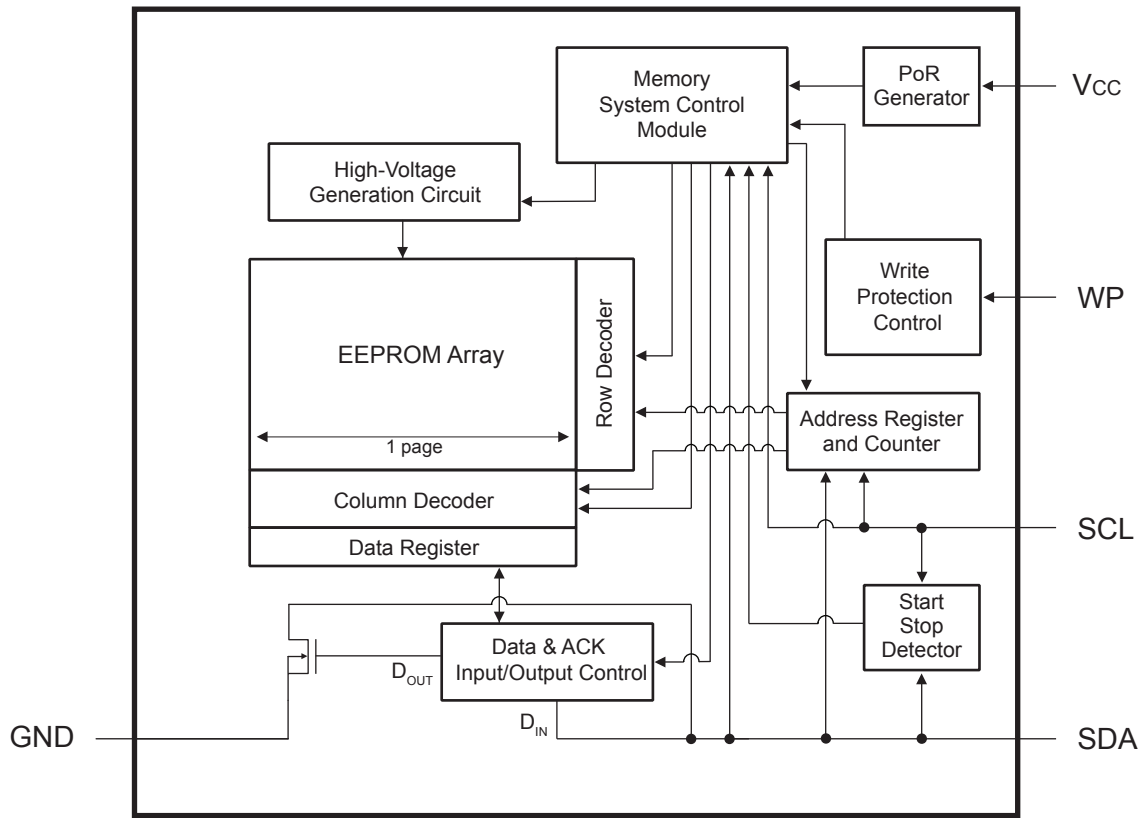 Memory
System Control
Module
PoR
Generator
VCC
High-Voltage
Generation Circuit
Write
Protection
Control
WP
EEPROM Array
Row Decoder
1 page
Address Register
and Counter
Column Decoder
Data Register
SCL
Start
Stop
Detector
Data & ACK
Input/Output Control
DOUT
DIN
GND
SDA